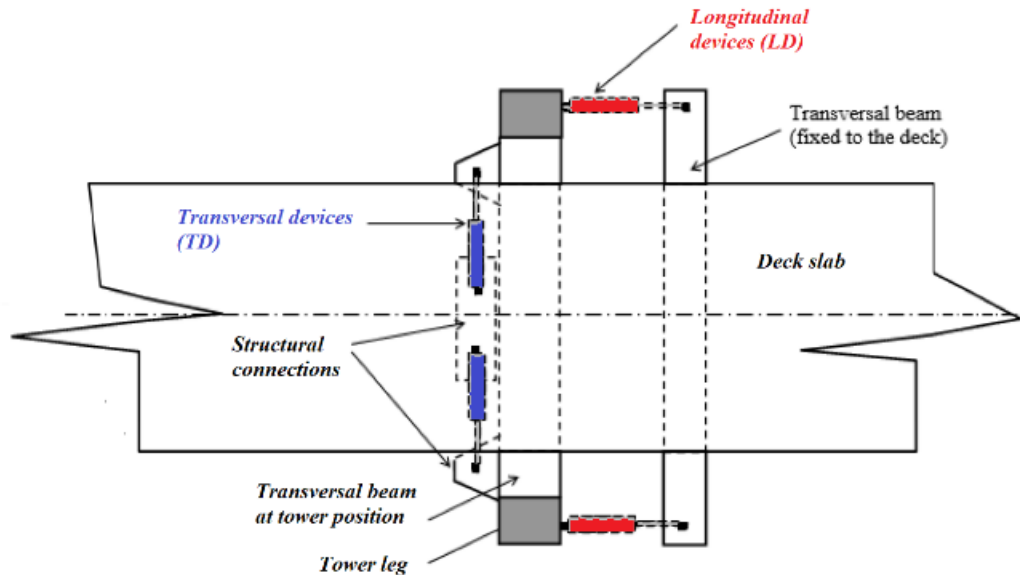 Longitudinal
devices (LD)
Transversal beam
(fixed to the deck)
Transversal devices
(TD)
Deck slab
Structural
connections
Transversal beam
at tower position
Tower leg